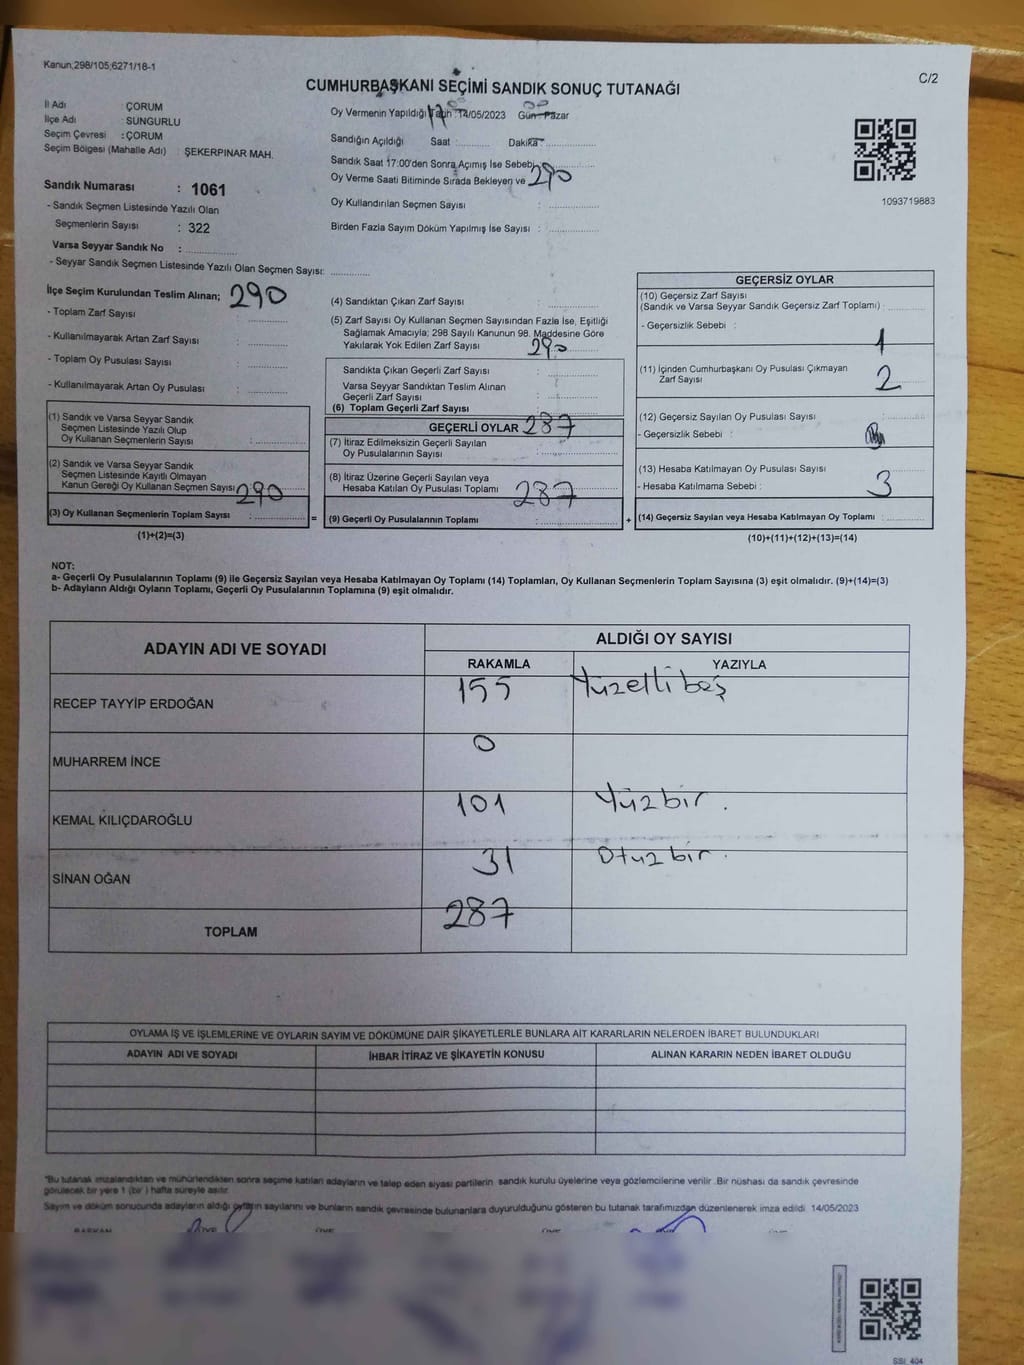 Kanun;298/105;6271/18-1
C/2
CUMHURBAŞKANI SEÇİMİ SANDIK SONUÇ TUTANAĞI
İl Adı : ÇORUM
İlçe Adı : SUNGURLU
Seçim Çevresi : ÇORUM
Seçim Bölgesi (Mahalle Adı) : ŞEKERPINAR MAH.
Sandık Numarası : 1061
- Sandık Seçmen Listesinde Yazılı Olan
Seçmenlerin Sayısı : 322
Varsa Seyyar Sandık No :
- Seyyar Sandık Seçmen Listesinde Yazılı Olan Seçmen Sayısı:
Oy Vermenin Yapıldığı Tarih :14/05/2023 Gün Pazar
17 00
Sandığın Açıldığı Saat : Dakika
Sandık Saat 17:00'den Sonra Açımış İse Sebebi
Oy Verme Saati Bitiminde Sırada Bekleyen ve 290
Oy Kullandırılan Seçmen Sayısı :
Birden Fazla Sayım Döküm Yapılmış İse Sayısı :
1093719883
İlçe Seçim Kurulundan Teslim Alınan; 290
- Toplam Zarf Sayısı :
- Kullanılmayarak Artan Zarf Sayısı :
- Toplam Oy Pusulası Sayısı :
- Kullanılmayarak Artan Oy Pusulası :
(1) Sandık ve Varsa Seyyar Sandık
Seçmen Listesinde Yazılı Olup
Oy Kullanan Seçmenlerin Sayısı :
(2) Sandık ve Varsa Seyyar Sandık
Seçmen Listesinde Kayıtlı Olmayan
Kanun Gereği Oy Kullanan Seçmen Sayısı 290
(3) Oy Kullanan Seçmenlerin Toplam Sayısı :
(1)+(2)=(3)
=
(4) Sandıktan Çıkan Zarf Sayısı :
(5) Zarf Sayısı Oy Kullanan Seçmen Sayısından Fazla İse, Eşitliği
Sağlamak Amacıyla; 298 Sayılı Kanunun 98. Maddesine Göre
Yakılarak Yok Edilen Zarf Sayısı 290
Sandıkta Çıkan Geçerli Zarf Sayısı :
Varsa Seyyar Sandıktan Teslim Alınan
Geçerli Zarf Sayısı :
(6) Toplam Geçerli Zarf Sayısı :
GEÇERLİ OYLAR 287
(7) İtiraz Edilmeksizin Geçerli Sayılan
Oy Pusulalarının Sayısı :
(8) İtiraz Üzerine Geçerli Sayılan veya
Hesaba Katılan Oy Pusulası Toplamı 287
(9) Geçerli Oy Pusulalarının Toplamı :
+
GEÇERSİZ OYLAR
(10) Geçersiz Zarf Sayısı
(Sandık ve Varsa Seyyar Sandık Geçersiz Zarf Toplamı) :
- Geçersizlik Sebebi : 1
(11) İçinden Cumhurbaşkanı Oy Pusulası Çıkmayan
Zarf Sayısı 2
(12) Geçersiz Sayılan Oy Pusulası Sayısı :
- Geçersizlik Sebebi :
(13) Hesaba Katılmayan Oy Pusulası Sayısı
- Hesaba Katılmama Sebebi : 3
(14) Geçersiz Sayılan veya Hesaba Katılmayan Oy Toplamı :
(10)+(11)+(12)+(13)=(14)
NOT:
a- Geçerli Oy Pusulalarının Toplamı (9) ile Geçersiz Sayılan veya Hesaba Katılmayan Oy Toplamı (14) Toplamları, Oy Kullanan Seçmenlerin Toplam Sayısına (3) eşit olmalıdır. (9)+(14)=(3)
b- Adayların Aldığı Oyların Toplamı, Geçerli Oy Pusulalarının Toplamına (9) eşit olmalıdır.
ADAYIN ADI VE SOYADI ALDIĞI OY SAYISI
RAKAMLA YAZIYLA
RECEP TAYYİP ERDOĞAN 155 Yüzellibeş
MUHARREM İNCE 0
KEMAL KILIÇDAROĞLU 101 Yüzbir.
SİNAN OĞAN 31 Otuzbir.
TOPLAM 287
OYLAMA İŞ VE İŞLEMLERİNE VE OYLARIN SAYIM VE DÖKÜMÜNE DAİR ŞİKAYETLERLE BUNLARA AİT KARARLARIN NELERDEN İBARET BULUNDUKLARI
ADAYIN ADI VE SOYADI İHBAR İTİRAZ VE ŞİKAYETİN KONUSU ALINAN KARARIN NEDEN İBARET OLDUĞU
*Bu tutanak imzalandıktan ve mühürlendikten sonra seçime katılan adayların ve talep eden siyasi partilerin sandık kurulu üyelerine veya gözlemcilerine verilir .Bir nüshası da sandık çevresinde
görülecek bir yere 1 (bir ) hafta süreyle asılır.
Sayım ve döküm sonucunda adayların aldığı oyların sayılarını ve bunların sandık çevresinde bulunanlara duyurulduğunu gösteren bu tutanak tarafımızdan düzenlenerek imza edildi. 14/05/2023
SSİ 404